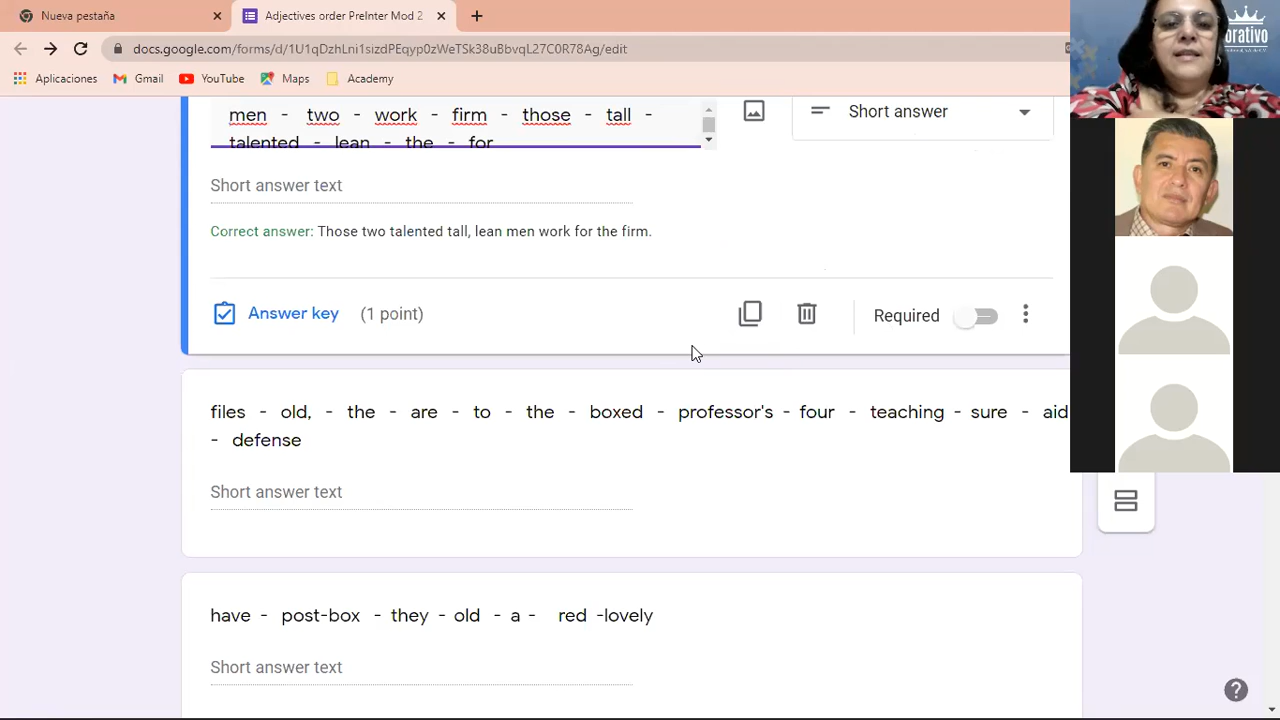 Nueva pestaña
Adjectives order PreInter Mod 2
docs.google.com/forms/d/1U1qDzhLni1sizdPEqyp0zWeTSk38uBbvqL27C0R78Ag/edit
Aplicaciones Gmail YouTube Maps Academy
orativo
men - two - work - firm - those - tall -
talented - lean - the - for
Short answer
Short answer text
Correct answer: Those two talented tall, lean men work for the firm.
Answer key (1 point)
Required
files - old, - the - are - to - the - boxed - professor's - four - teaching - sure - aid
- defense
Short answer text
have - post-box - they - old - a - red -lovely
Short answer text